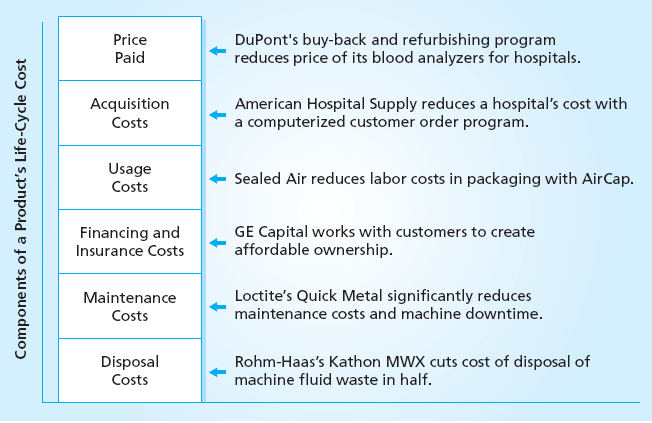 Components of a Product's Life-Cycle Cost
Price
Paid
DuPont's buy-back and refurbishing program
reduces price of its blood analyzers for hospitals.
Acquisition
Costs
American Hospital Supply reduces a hospital’s cost with
a computerized customer order program.
Usage
Costs
Sealed Air reduces labor costs in packaging with AirCap.
Financing and
Insurance Costs
GE Capital works with customers to create
affordable ownership.
Maintenance
Costs
Loctite’s Quick Metal significantly reduces
maintenance costs and machine downtime.
Disposal
Costs
Rohm-Haas’s Kathon MWX cuts cost of disposal of
machine fluid waste in half.